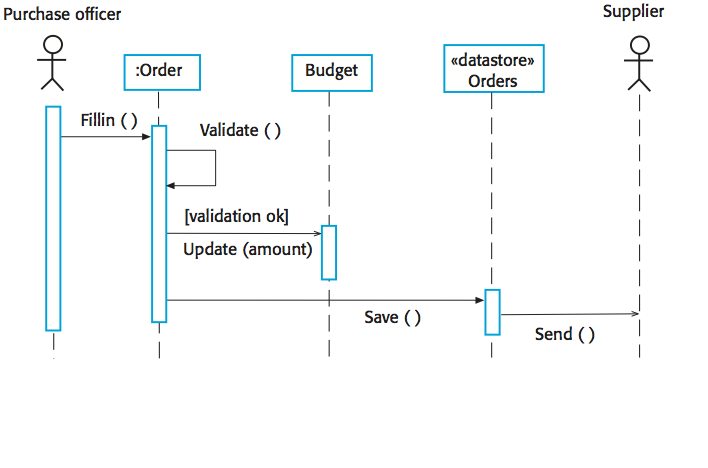 Purchase officer
Supplier
:Order
Budget
«datastore»
Orders
Fillin ( )
Validate ( )
[validation ok]
Update (amount)
Save ( )
Send ( )